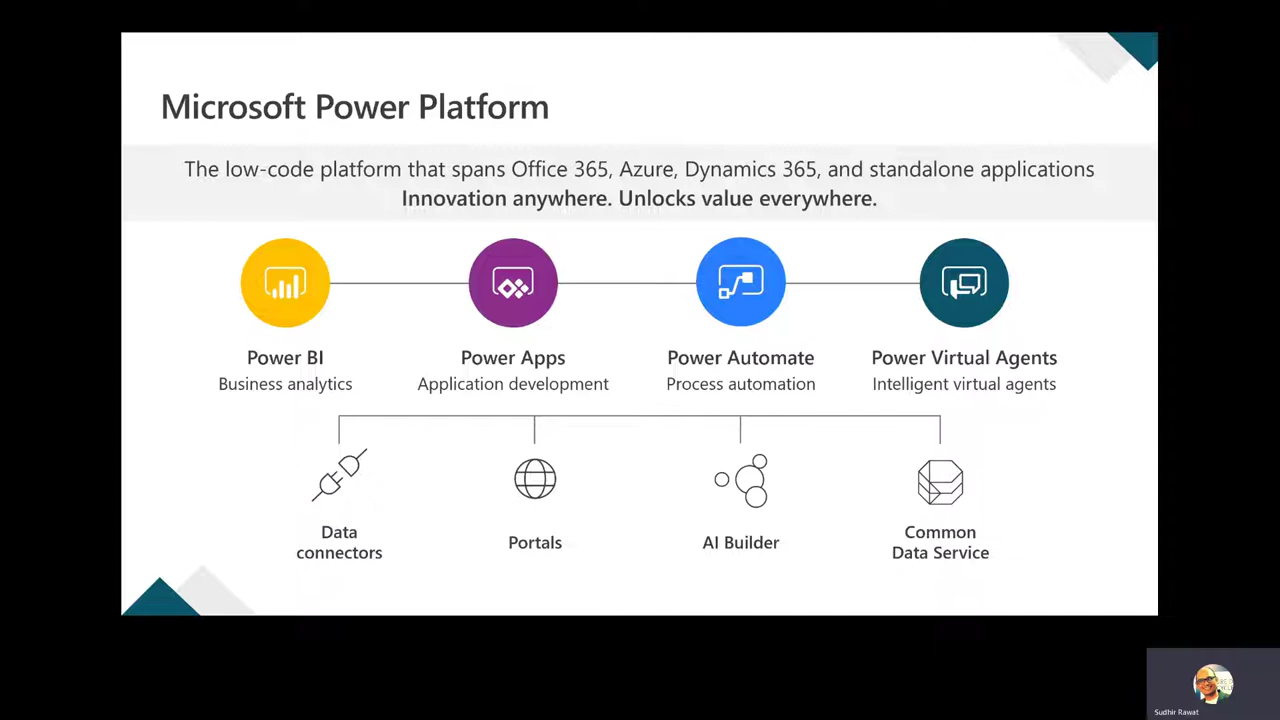 Microsoft Power Platform
The low-code platform that spans Office 365, Azure, Dynamics 365, and standalone applications
Innovation anywhere. Unlocks value everywhere.
Power BI
Business analytics
Power Apps
Application development
Power Automate
Process automation
Power Virtual Agents
Intelligent virtual agents
Data
connectors
Portals
AI Builder
Common
Data Service
Sudhir Rawat